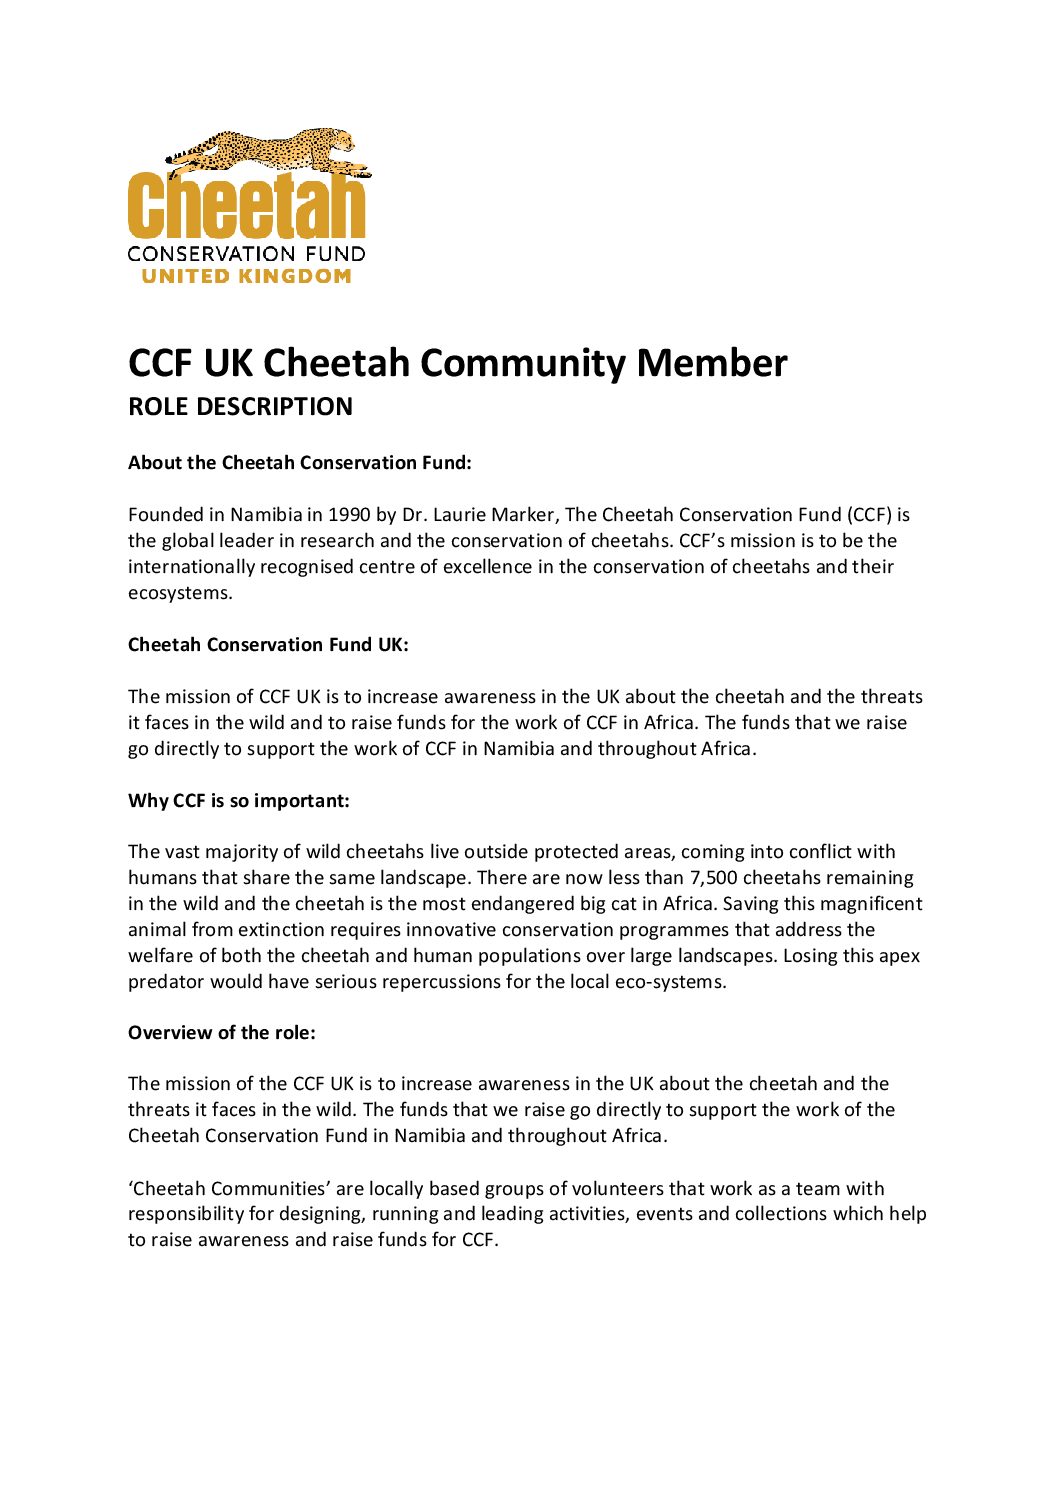 Cheetah
CONSERVATION FUND
UNITED KINGDOM
CCF UK Cheetah Community Member
ROLE DESCRIPTION
About the Cheetah Conservation Fund:
Founded in Namibia in 1990 by Dr. Laurie Marker, The Cheetah Conservation Fund (CCF) is
the global leader in research and the conservation of cheetahs. CCF’s mission is to be the
internationally recognised centre of excellence in the conservation of cheetahs and their
ecosystems.
Cheetah Conservation Fund UK:
The mission of CCF UK is to increase awareness in the UK about the cheetah and the threats
it faces in the wild and to raise funds for the work of CCF in Africa. The funds that we raise
go directly to support the work of CCF in Namibia and throughout Africa.
Why CCF is so important:
The vast majority of wild cheetahs live outside protected areas, coming into conflict with
humans that share the same landscape. There are now less than 7,500 cheetahs remaining
in the wild and the cheetah is the most endangered big cat in Africa. Saving this magnificent
animal from extinction requires innovative conservation programmes that address the
welfare of both the cheetah and human populations over large landscapes. Losing this apex
predator would have serious repercussions for the local eco-systems.
Overview of the role:
The mission of the CCF UK is to increase awareness in the UK about the cheetah and the
threats it faces in the wild. The funds that we raise go directly to support the work of the
Cheetah Conservation Fund in Namibia and throughout Africa.
‘Cheetah Communities’ are locally based groups of volunteers that work as a team with
responsibility for designing, running and leading activities, events and collections which help
to raise awareness and raise funds for CCF.